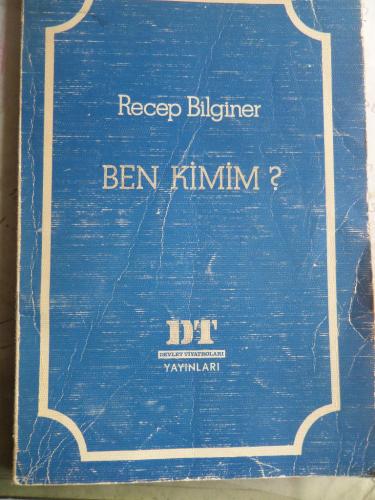 Recep Bilginer
BEN KİMİM ?
DT
DEVLET TİYATROLARI
YAYINLARI